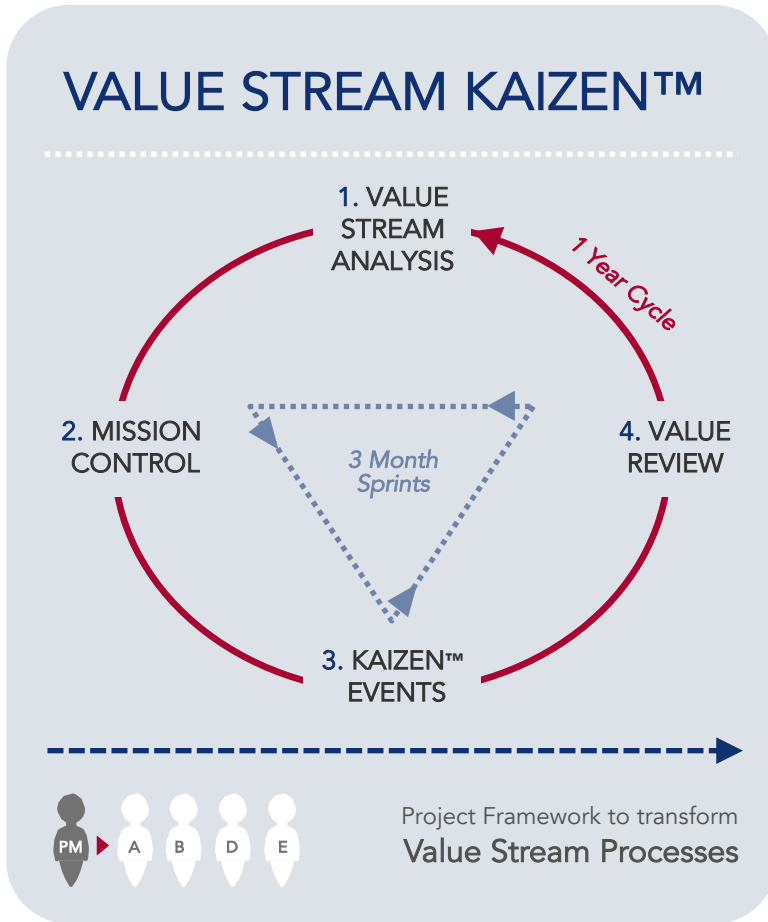 VALUE STREAM KAIZEN™
1. VALUE
STREAM
ANALYSIS
1 Year Cycle
2. MISSION
CONTROL
3 Month
Sprints
4. VALUE
REVIEW
3. KAIZEN™
EVENTS
PM A B D E
Project Framework to transform
Value Stream Processes